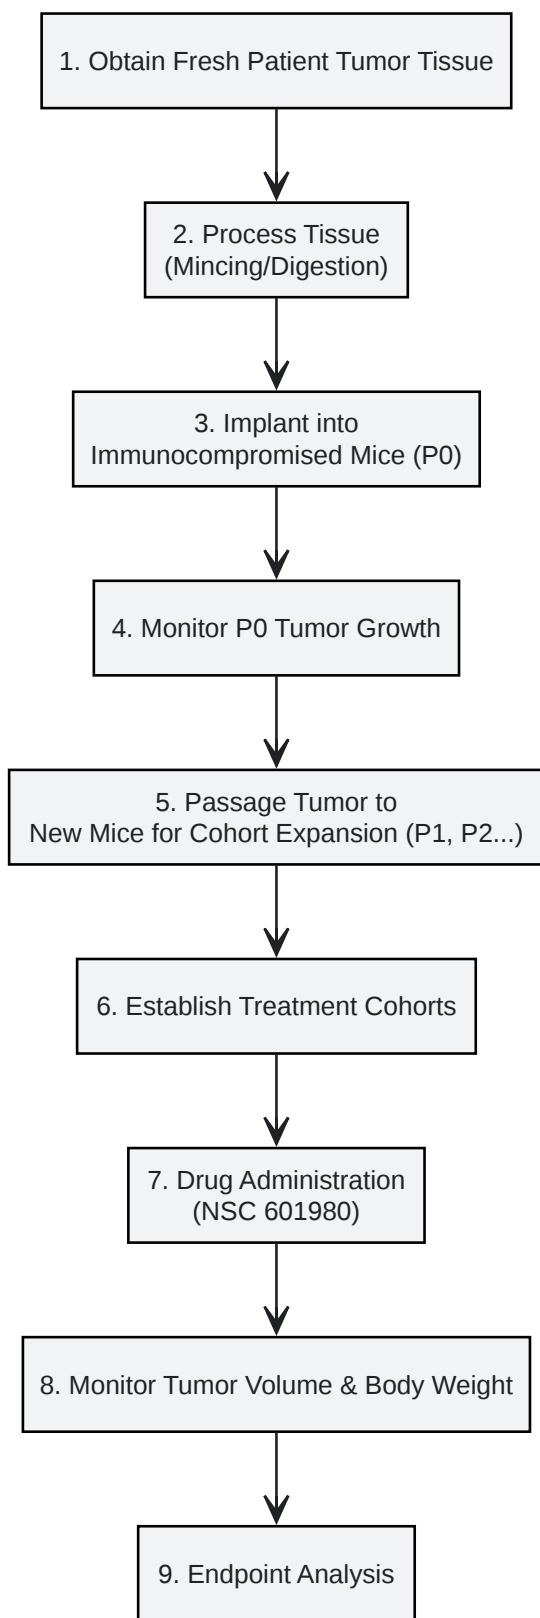 1. Obtain Fresh Patient Tumor Tissue
2. Process Tissue
(Mincing/Digestion)
3. Implant into
Immunocompromised Mice (P0)
4. Monitor P0 Tumor Growth
5. Passage Tumor to
New Mice for Cohort Expansion (P1, P2...)
6. Establish Treatment Cohorts
7. Drug Administration
(NSC 601980)
8. Monitor Tumor Volume & Body Weight
9. Endpoint Analysis